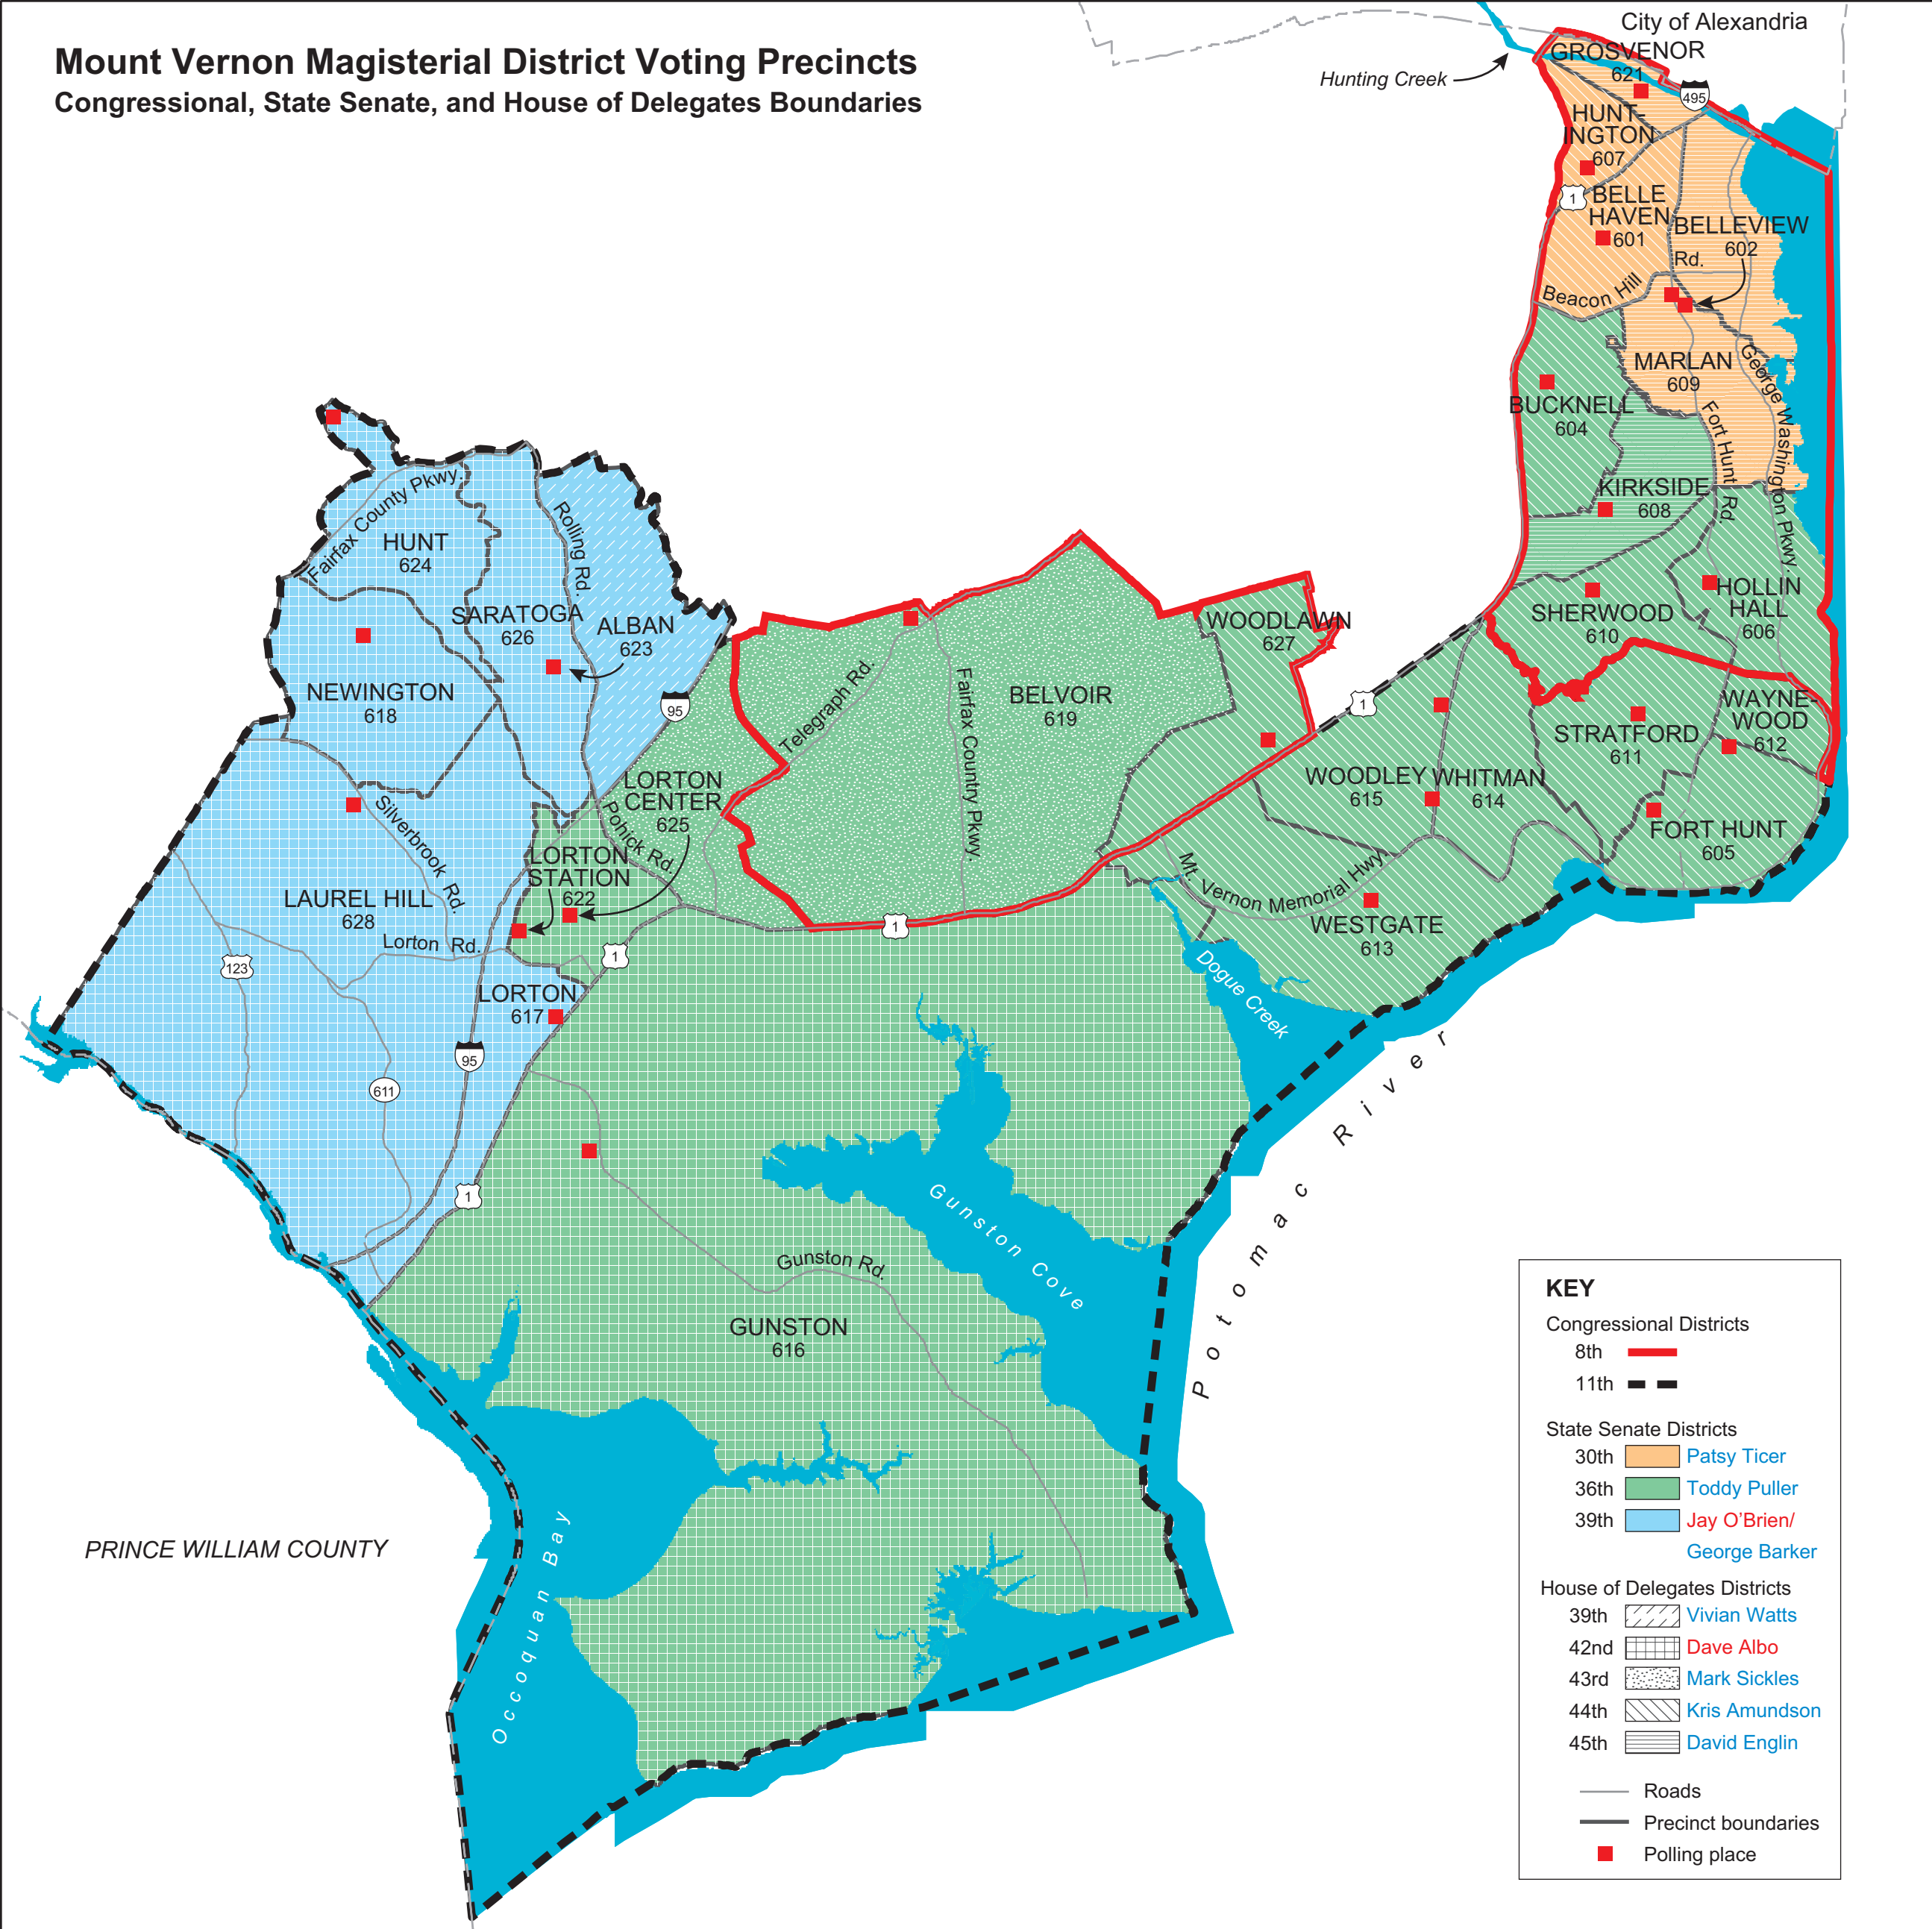 Mount Vernon Magisterial District Voting Precincts
Congressional, State Senate, and House of Delegates Boundaries
City of Alexandria
Hunting Creek
GROSVENOR
621
495
HUNT-
INGTON
607
1
BELLE
HAVEN
601
BELLEVIEW
602
Beacon Hill Rd.
MARLAN
609
George Washington Pkwy.
Fort Hunt Rd.
BUCKNELL
604
KIRKSIDE
608
SHERWOOD
610
HOLLIN
HALL
606
WAYNE-
WOOD
612
STRATFORD
611
FORT HUNT
605
Fairfax County Pkwy.
HUNT
624
Rolling Rd.
SARATOGA
626
ALBAN
623
NEWINGTON
618
95
WOODLAWN
627
BELVOIR
619
Telegraph Rd.
Fairfax Country Pkwy.
1
WOODLEY
615
WHITMAN
614
LORTON
CENTER
625
Pohick Rd.
Silverbrook Rd.
LORTON
STATION
622
LAUREL HILL
628
Lorton Rd.
123
1
1
Mt. Vernon Memorial Hwy.
WESTGATE
613
Dogue Creek
LORTON
617
95
611
1
Potomac River
Gunston Cove
Gunston Rd.
GUNSTON
616
PRINCE WILLIAM COUNTY
Occoquan Bay
KEY
Congressional Districts
8th
11th
State Senate Districts
30th Patsy Ticer
36th Toddy Puller
39th Jay O'Brien/
George Barker
House of Delegates Districts
39th Vivian Watts
42nd Dave Albo
43rd Mark Sickles
44th Kris Amundson
45th David Englin
Roads
Precinct boundaries
Polling place